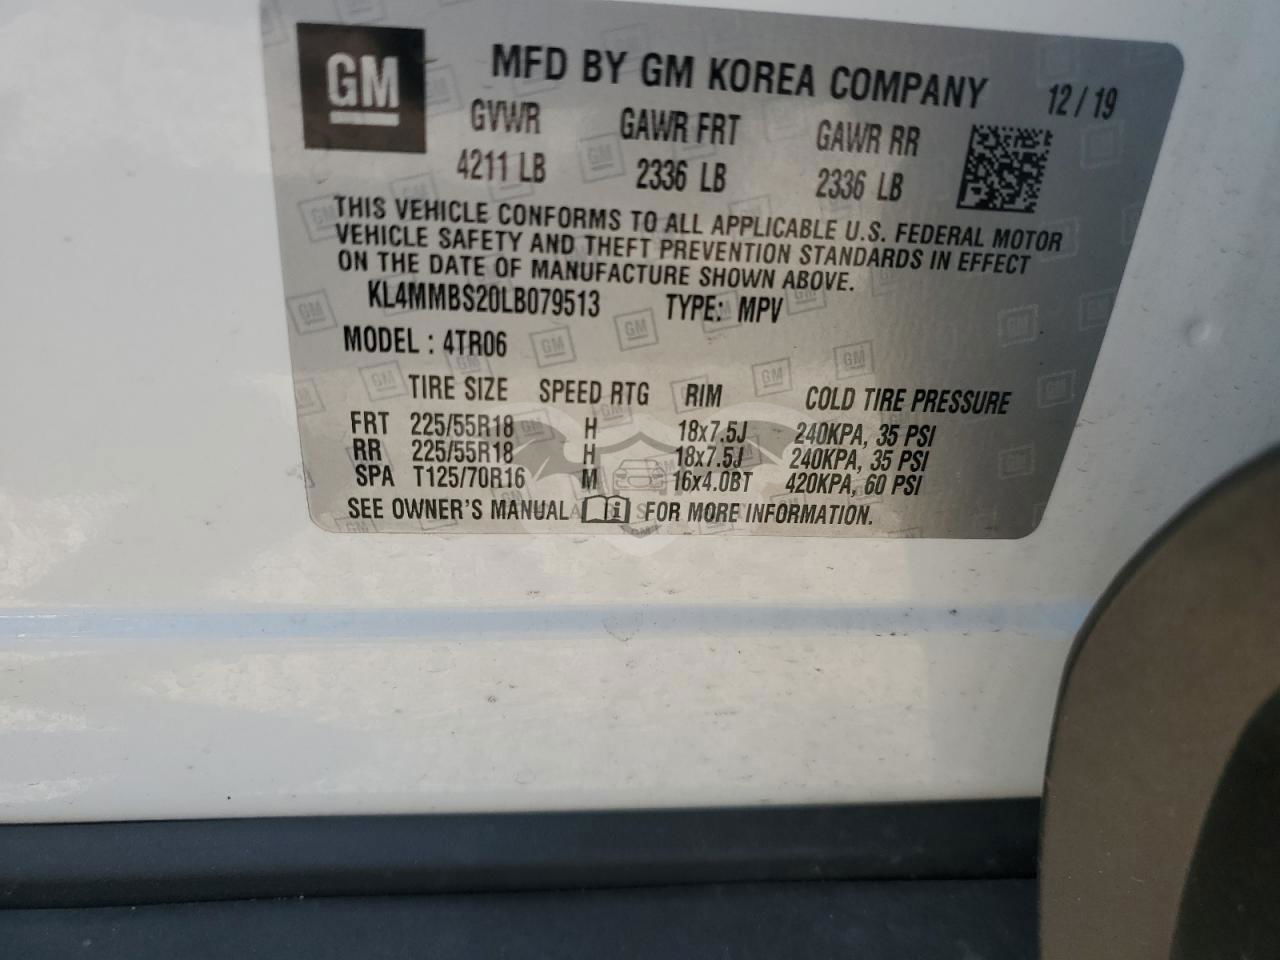 GM MFD BY GM KOREA COMPANY 12 / 19
GVWR GAWR FRT GAWR RR
4211 LB 2336 LB 2336 LB
THIS VEHICLE CONFORMS TO ALL APPLICABLE U.S. FEDERAL MOTOR
VEHICLE SAFETY AND THEFT PREVENTION STANDARDS IN EFFECT
ON THE DATE OF MANUFACTURE SHOWN ABOVE.
KL4MMBS20LB079513 TYPE: MPV
MODEL : 4TR06
TIRE SIZE SPEED RTG RIM COLD TIRE PRESSURE
FRT 225/55R18 H 18x7.5J 240KPA, 35 PSI
RR 225/55R18 H 18x7.5J 240KPA, 35 PSI
SPA T125/70R16 M 16x4.0BT 420KPA, 60 PSI
SEE OWNER'S MANUAL i FOR MORE INFORMATION.